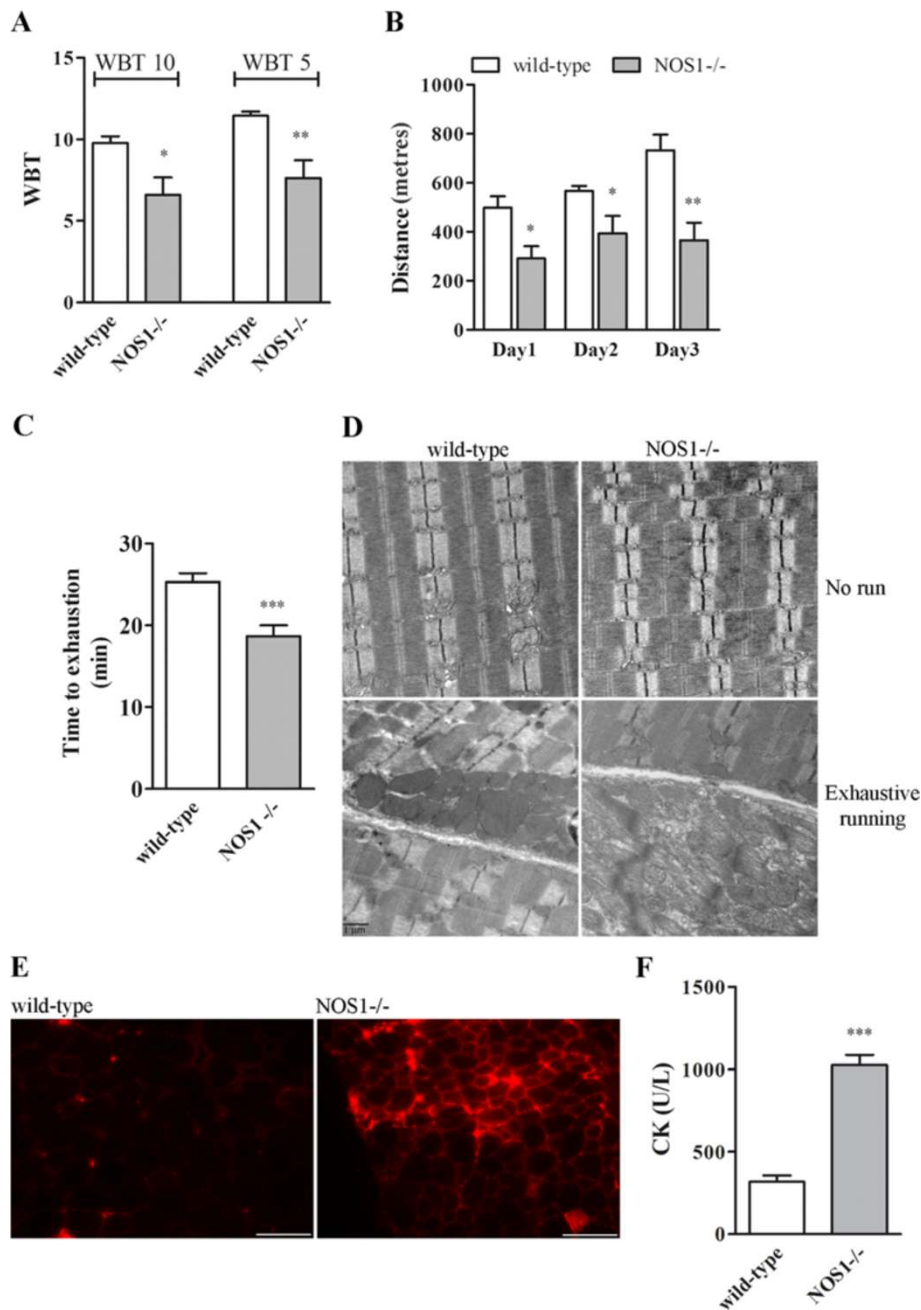 A
WBT 10
WBT 5
15
10
5
0
WBT
wild-type
NOS1-/-
wild-type
NOS1-/-
*
**
B
wild-type
NOS1-/-
1000
800
600
400
200
0
Distance (metres)
*
*
**
Day1
Day2
Day3
C
30
20
10
0
Time to exhaustion
(min)
***
wild-type
NOS1 -/-
D
wild-type
NOS1-/-
No run
Exhaustive
running
1 μm
E
wild-type
NOS1-/-
F
1500
1000
500
0
CK (U/L)
***
wild-type
NOS1-/-